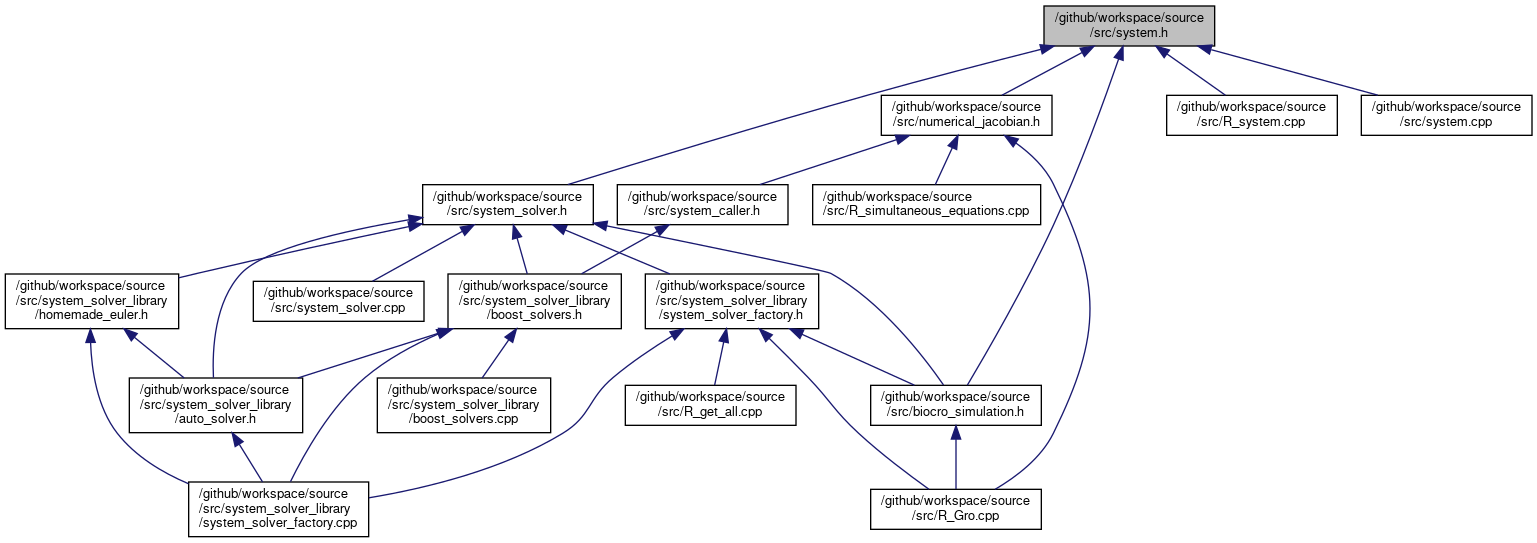 /github/workspace/source
/src/system.h
/github/workspace/source
/src/numerical_jacobian.h
/github/workspace/source
/src/R_system.cpp
/github/workspace/source
/src/system.cpp
/github/workspace/source
/src/system_solver.h
/github/workspace/source
/src/system_caller.h
/github/workspace/source
/src/R_simultaneous_equations.cpp
/github/workspace/source
/src/system_solver_library
/homemade_euler.h
/github/workspace/source
/src/system_solver.cpp
/github/workspace/source
/src/system_solver_library
/boost_solvers.h
/github/workspace/source
/src/system_solver_library
/system_solver_factory.h
/github/workspace/source
/src/system_solver_library
/auto_solver.h
/github/workspace/source
/src/system_solver_library
/boost_solvers.cpp
/github/workspace/source
/src/R_get_all.cpp
/github/workspace/source
/src/biocro_simulation.h
/github/workspace/source
/src/system_solver_library
/system_solver_factory.cpp
/github/workspace/source
/src/R_Gro.cpp